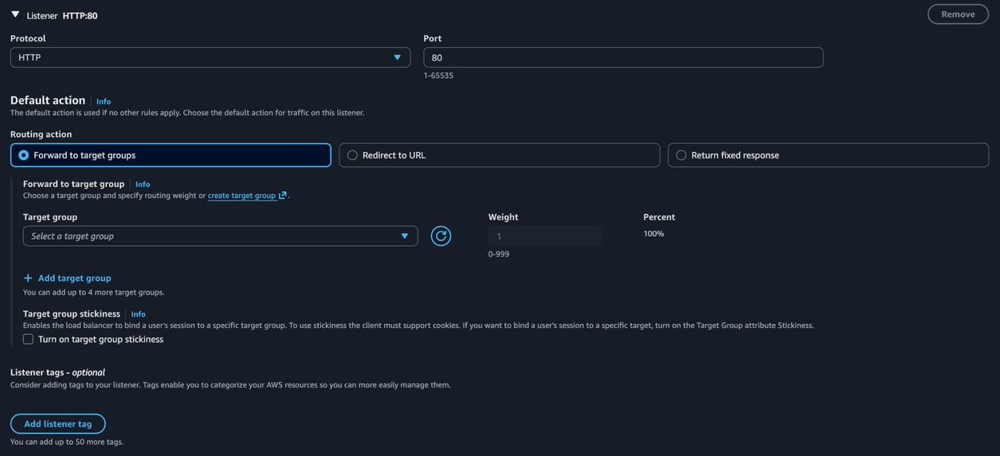 Listener HTTP:80
Remove
Protocol
Port
HTTP
80
1-65535
Default action
Info
The default action is used if no other rules apply. Choose the default action for traffic on this listener.
Routing action
Forward to target groups
Redirect to URL
Return fixed response
Forward to target group
Info
Choose a target group and specify routing weight or create target group .
Target group
Weight
Percent
Select a target group
1
100%
0-999
Add target group
You can add up to 4 more target groups.
Target group stickiness
Info
Enables the load balancer to bind a user's session to a specific target group. To use stickiness the client must support cookies. If you want to bind a user's session to a specific target, turn on the Target Group attribute Stickiness.
Turn on target group stickiness
Listener tags - optional
Consider adding tags to your listener. Tags enable you to categorize your AWS resources so you can more easily manage them.
Add listener tag
You can add up to 50 more tags.